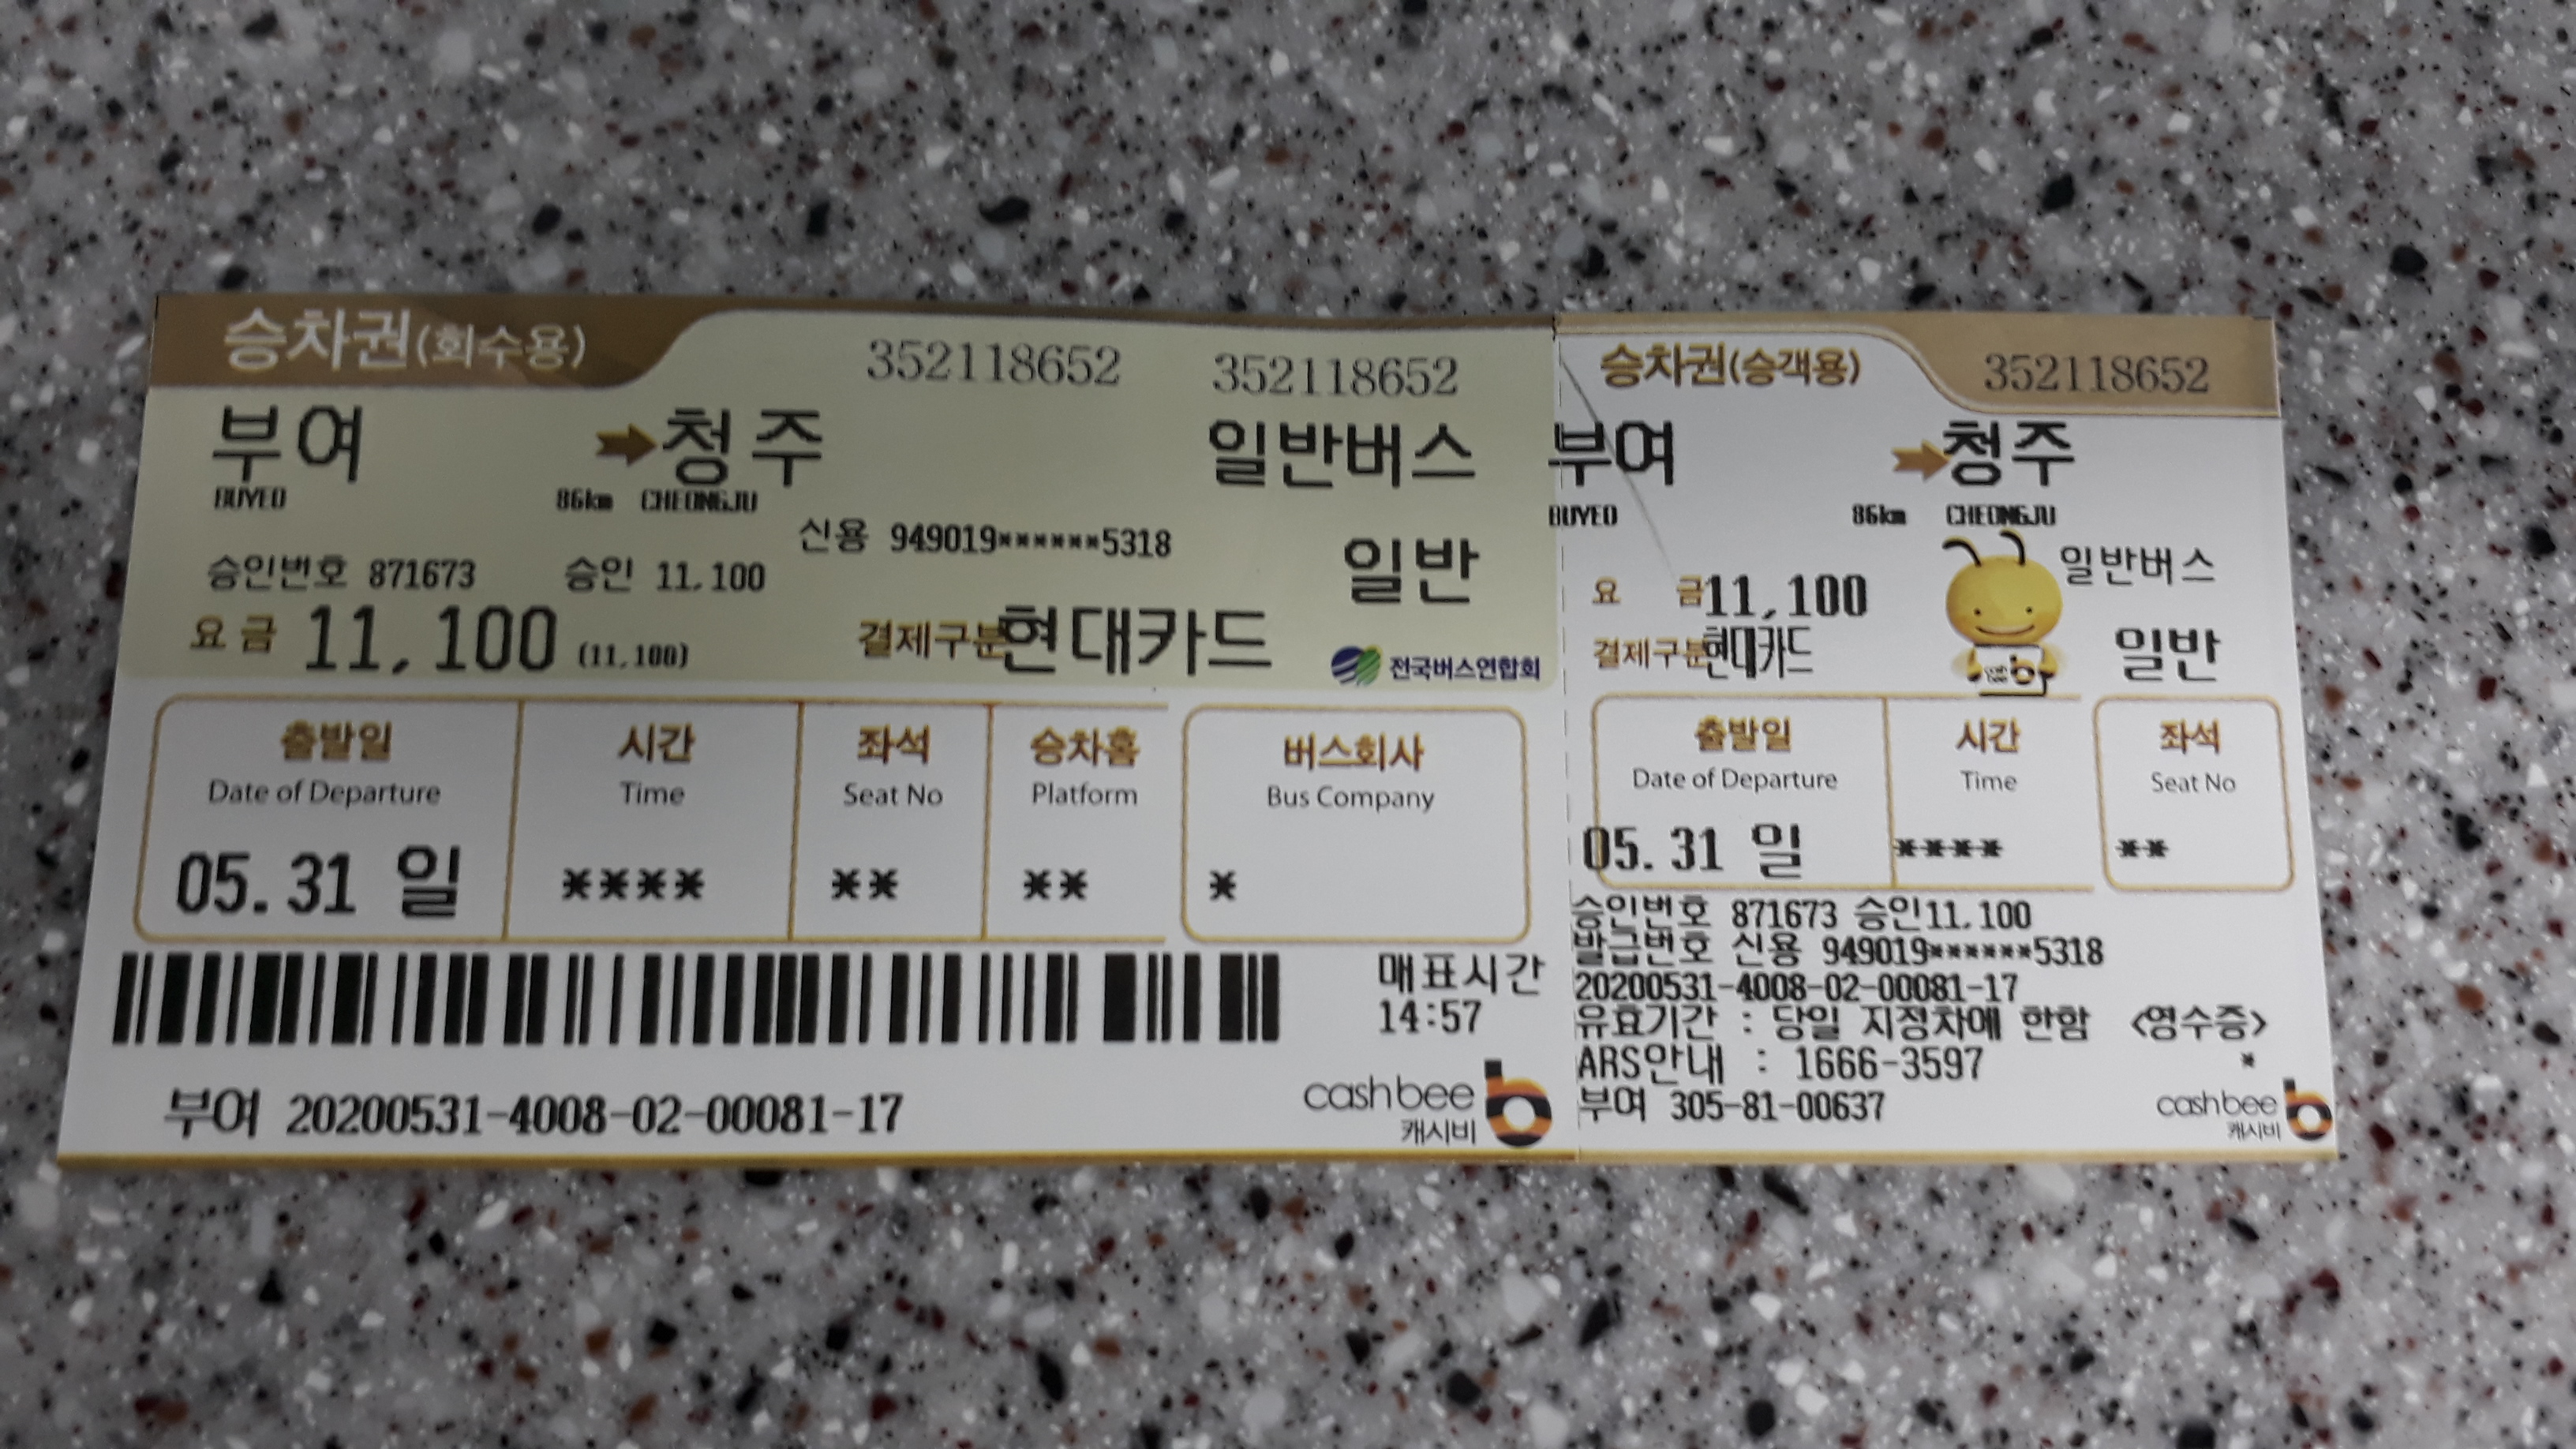 승차권(회수용) 352118652 352118652
부여 청주 일반버스
BUYEO 86km CHEONGJU
신용 949019******5318
승인번호 871673 승인 11,100 일반
요금 11,100 (11,100) 결제구분 현대카드
전국버스연합회
출발일 시간 좌석 승차홈 버스회사
Date of Departure Time Seat No Platform Bus Company
05.31 일 **** ** ** *
매표시간
14:57
부여 20200531-4008-02-00081-17
cashbee
캐시비
승차권(승객용) 352118652
부여 청주
BUYEO 86km CHEONGJU
일반버스
요 금 11,100
결제구분 현대카드 일반
출발일 시간 좌석
Date of Departure Time Seat No
05.31 일 **** **
승인번호 871673 승인11,100
발급번호 신용 949019******5318
20200531-4008-02-00081-17
유효기간 : 당일 지정차에 한함 <영수증>
ARS안내 : 1666-3597 *
부여 305-81-00637
cashbee
캐시비